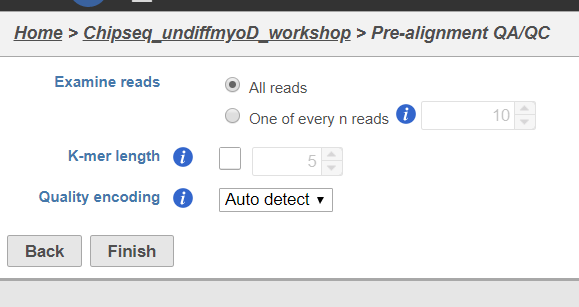 Home > Chipseq_undiffmyoD_workshop > Pre-alignment QA/QC
Examine reads
All reads
One of every n reads i 10
K-mer length i 5
Quality encoding i Auto detect ▾
Back Finish